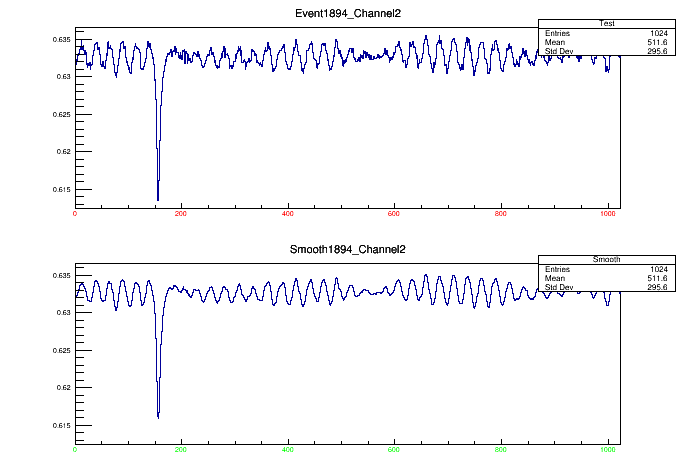 Event1894_Channel2
Test
Entries 1024
Mean 511.6
Std Dev 295.6
0.635
0.63
0.625
0.62
0.615
0 200 400 600 800 1000
Smooth1894_Channel2
Smooth
Entries 1024
Mean 511.6
Std Dev 295.6
0.635
0.63
0.625
0.62
0.615
0 200 400 600 800 1000